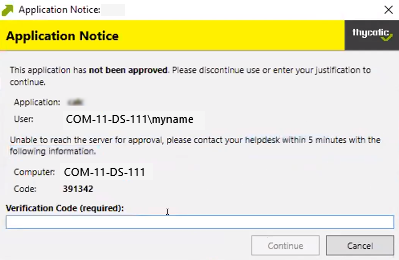 Application Notice:
Application Notice
thycotic
This application has not been approved. Please discontinue use or enter your justification to
continue.
Application:
User: COM-11-DS-111\myname
Unable to reach the server for approval, please contact your helpdesk within 5 minutes with the
following information.
Computer: COM-11-DS-111
Code: 391342
Verification Code (required):
Continue
Cancel